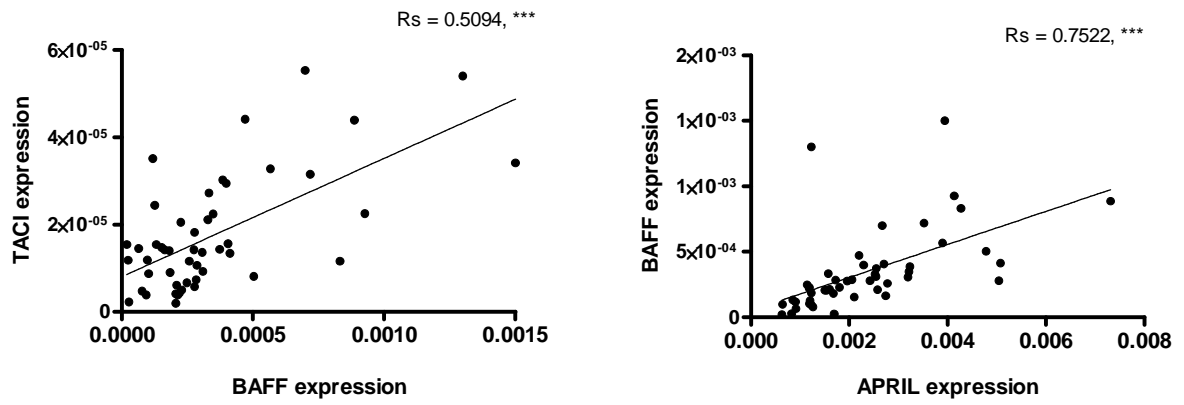 Rs = 0.5094, ***
6×10⁻⁰⁵
4×10⁻⁰⁵
2×10⁻⁰⁵
0
TACI expression
0.0000 0.0005 0.0010 0.0015
BAFF expression
Rs = 0.7522, ***
2×10⁻⁰³
1×10⁻⁰³
1×10⁻⁰³
5×10⁻⁰⁴
0
BAFF expression
0.000 0.002 0.004 0.006 0.008
APRIL expression